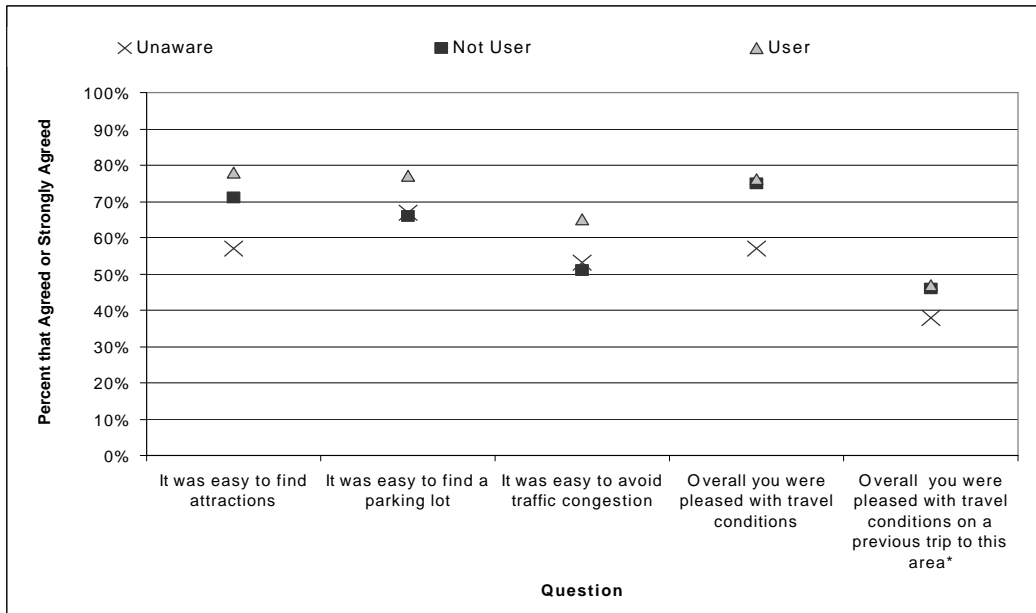 Unaware Not User User
100%
90%
80%
70%
60%
50%
40%
30%
20%
10%
0%
Percent that Agreed or Strongly Agreed
It was easy to find
attractions
It was easy to find a
parking lot
It was easy to avoid
traffic congestion
Overall you were
pleased with travel
conditions
Overall you were
pleased with travel
conditions on a
previous trip to this
area*
Question